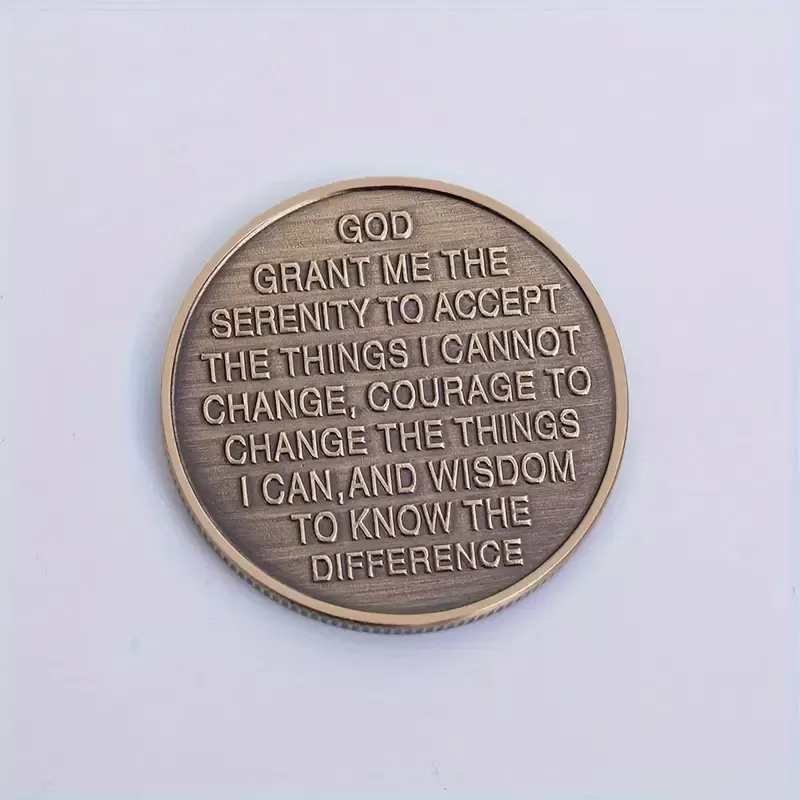 GOD
GRANT ME THE
SERENITY TO ACCEPT
THE THINGS I CANNOT
CHANGE, COURAGE TO
CHANGE THE THINGS
I CAN, AND WISDOM
TO KNOW THE
DIFFERENCE